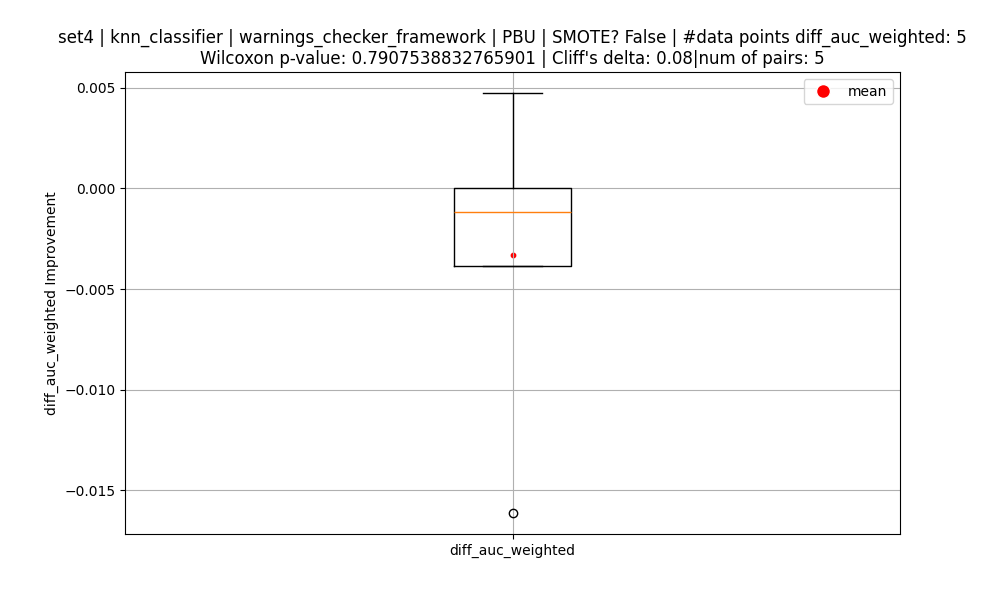 set4 | knn_classifier | warnings_checker_framework | PBU | SMOTE? False | #data points diff_auc_weighted: 5
Wilcoxon p-value: 0.7907538832765901 | Cliff's delta: 0.08|num of pairs: 5
mean
0.005
0.000
−0.005
−0.010
−0.015
diff_auc_weighted Improvement
diff_auc_weighted